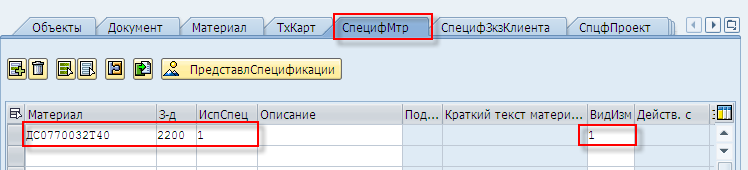 Объекты Документ Материал ТхКарт СпецифМтр СпецифЗкзКлиента СпцфПроект
ПредставлСпецификации
Материал З-д ИспСпец Описание Под... Краткий текст матери... ВидИзм Действ. с
ДС0770032Т40 2200 1 1